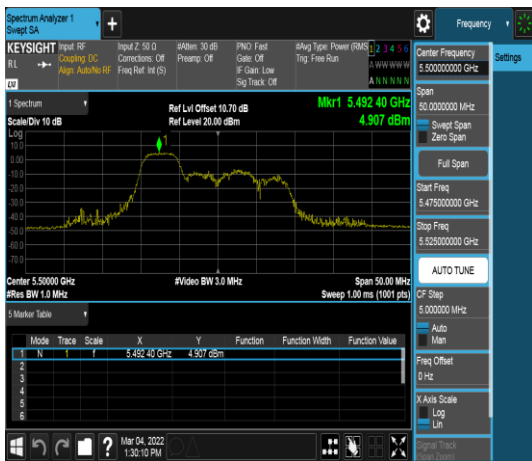 Spectrum Analyzer 1
Swept SA
+
Frequency
KEYSIGHT
RL
Input: RF
Coupling: DC
Align: Auto/No RF
Input Z: 50 Ω
Corrections: Off
Freq Ref: Int (S)
#Atten: 30 dB
Preamp: Off
PNO: Fast
Gate: Off
IF Gain: Low
Sig Track: Off
#Avg Type: Power (RMS)
Trig: Free Run
1 2 3 4 5 6
A W W W W W
A N N N N N
1 Spectrum
Scale/Div 10 dB
Ref Lvl Offset 10.70 dB
Ref Level 20.00 dBm
Mkr1 5.492 40 GHz
4.907 dBm
Log
10.0
0.00
-10.0
-20.0
-30.0
-40.0
-50.0
-60.0
-70.0
1
Center 5.50000 GHz
#Res BW 1.0 MHz
#Video BW 3.0 MHz
Span 50.00 MHz
Sweep 1.00 ms (1001 pts)
5 Marker Table
Mode Trace Scale X Y Function Function Width Function Value
1 N 1 f 5.492 40 GHz 4.907 dBm
2
3
4
5
6
Mar 04, 2022
1:30:10 PM
Center Frequency
5.500000000 GHz
Settings
Span
50.0000000 MHz
Swept Span
Zero Span
Full Span
Start Freq
5.475000000 GHz
Stop Freq
5.525000000 GHz
AUTO TUNE
CF Step
5.000000 MHz
Auto
Man
Freq Offset
0 Hz
X Axis Scale
Log
Lin
Signal Track
(Span Zoom)